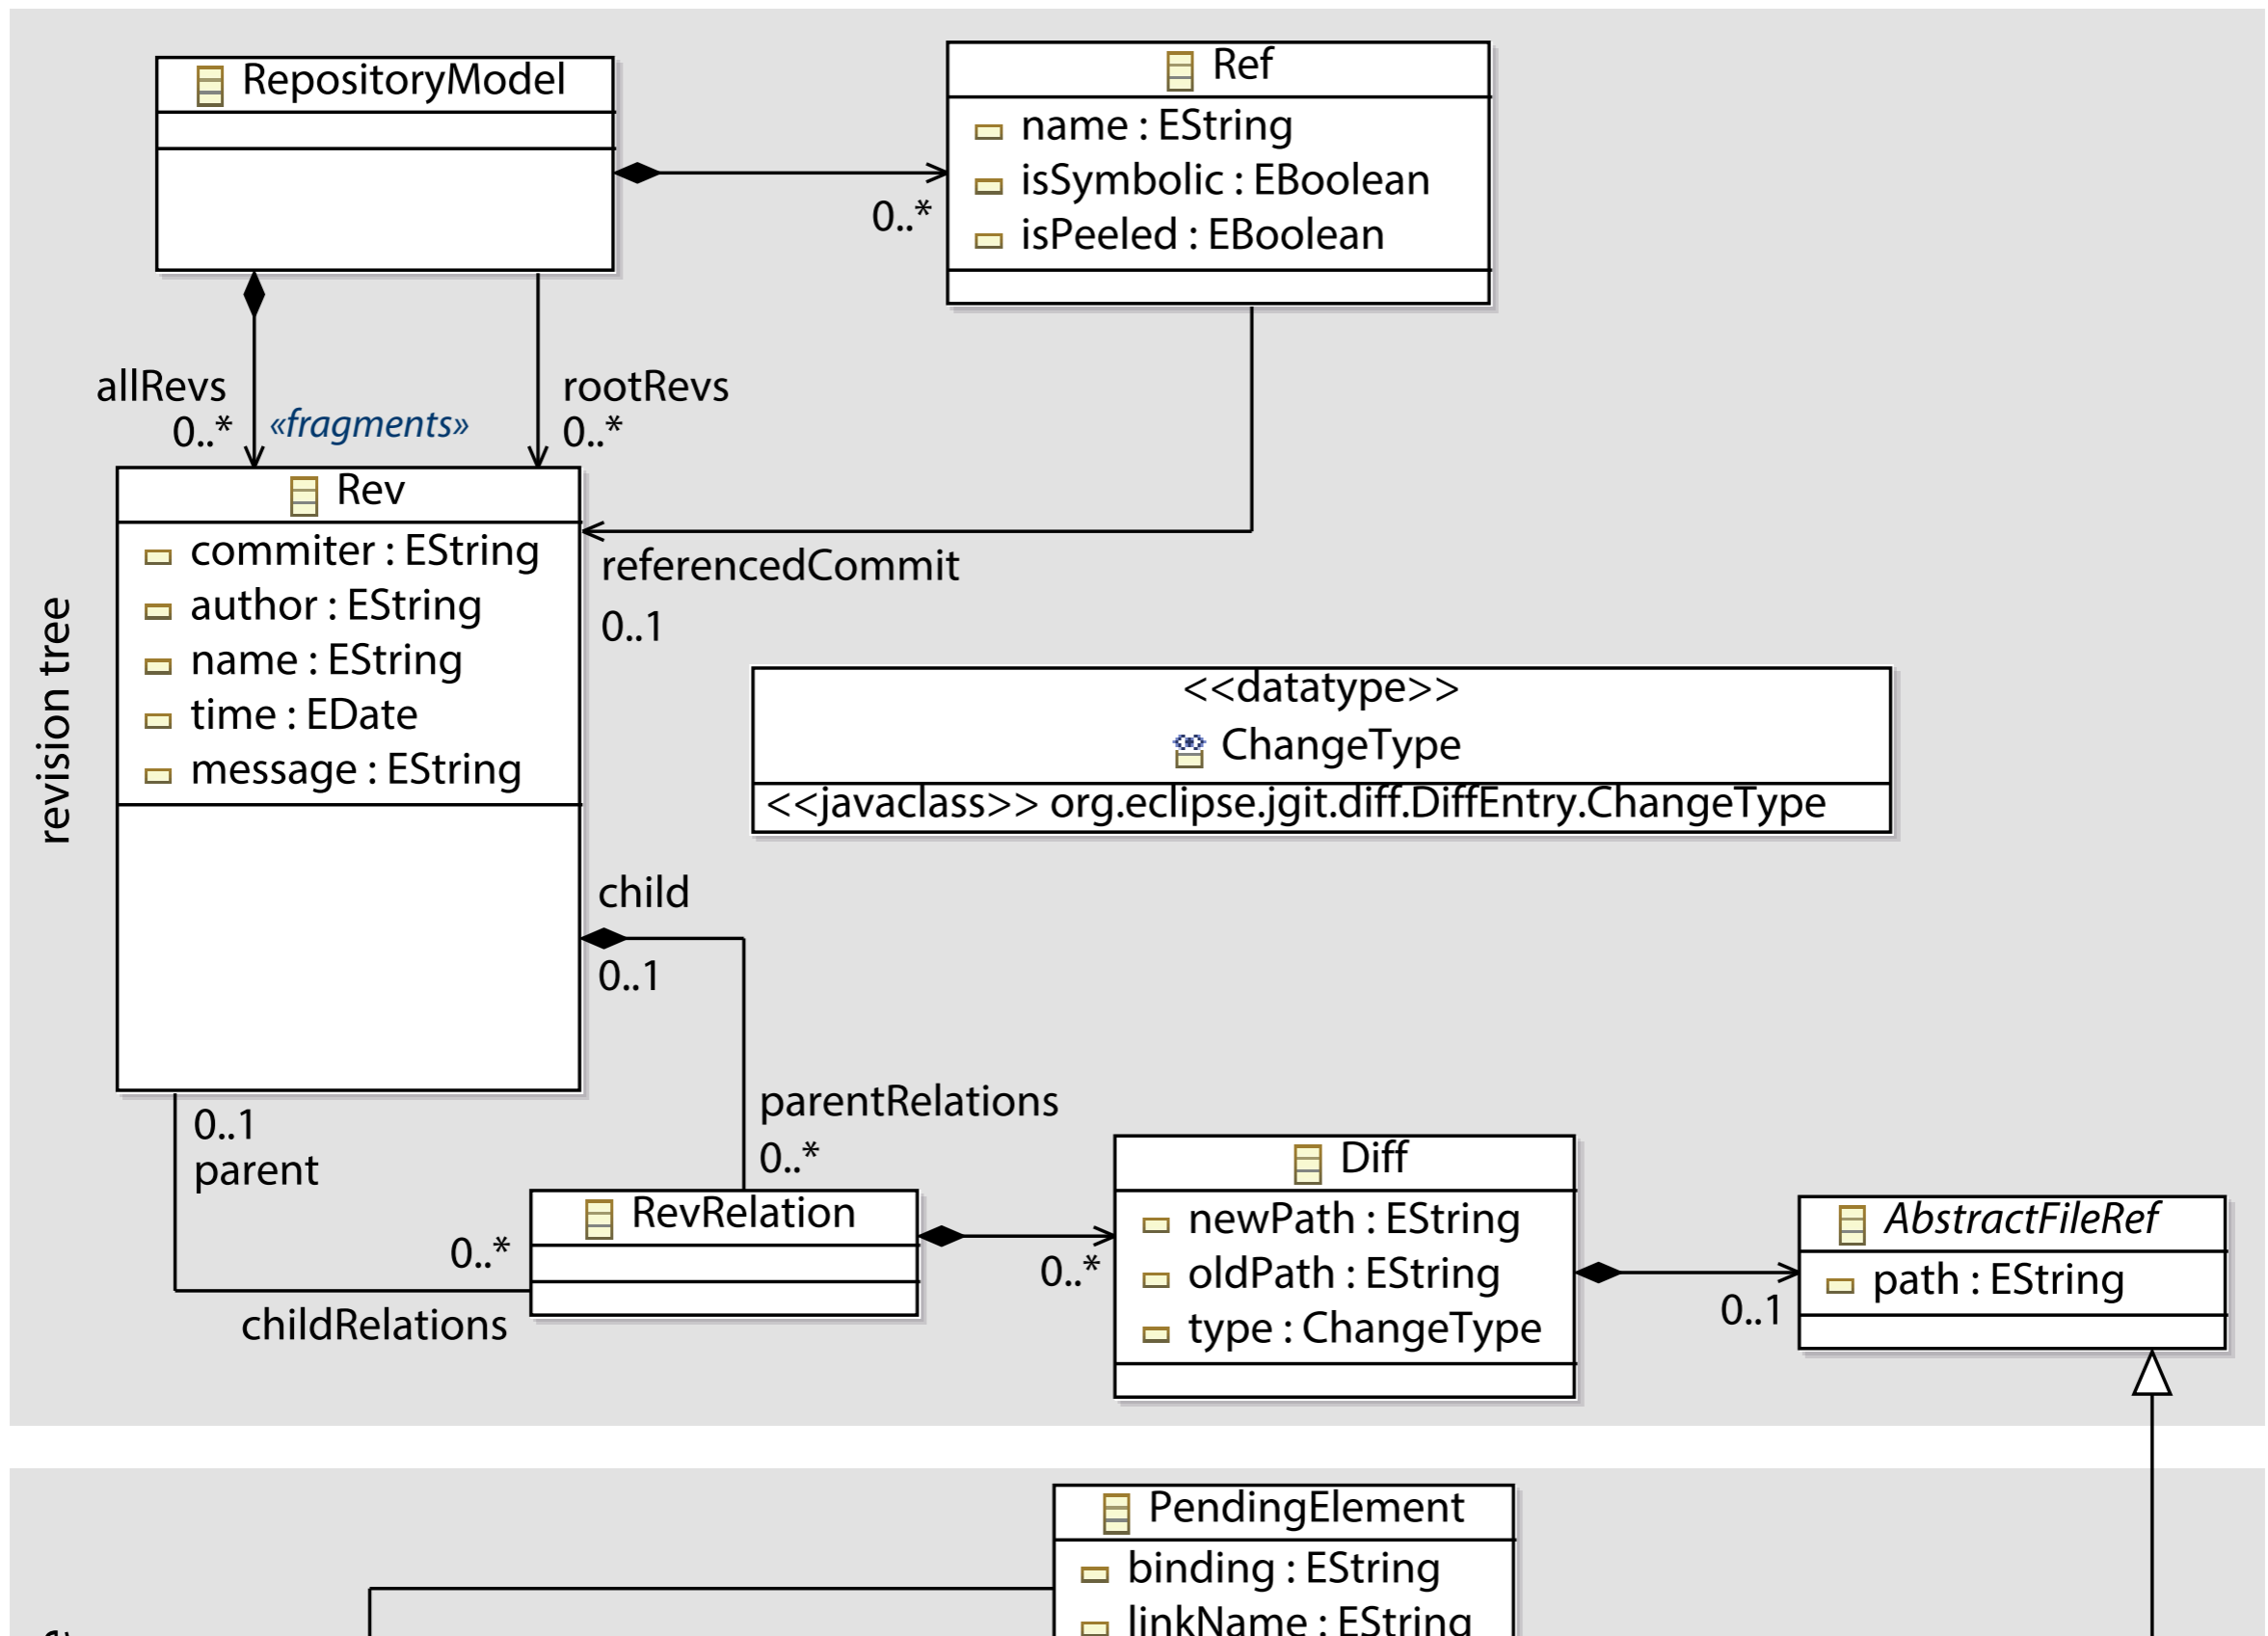 RepositoryModel
Ref
name : EString
isSymbolic : EBoolean
isPeeled : EBoolean
0..*
allRevs
0..*
«fragments»
rootRevs
0..*
Rev
commiter : EString
author : EString
name : EString
time : EDate
message : EString
referencedCommit
0..1
revision tree
<<datatype>>
ChangeType
<<javaclass>> org.eclipse.jgit.diff.DiffEntry.ChangeType
child
0..1
parentRelations
0..*
0..1
parent
RevRelation
0..*
childRelations
Diff
newPath : EString
oldPath : EString
type : ChangeType
0..*
AbstractFileRef
path : EString
0..1
PendingElement
binding : EString
linkName : EString